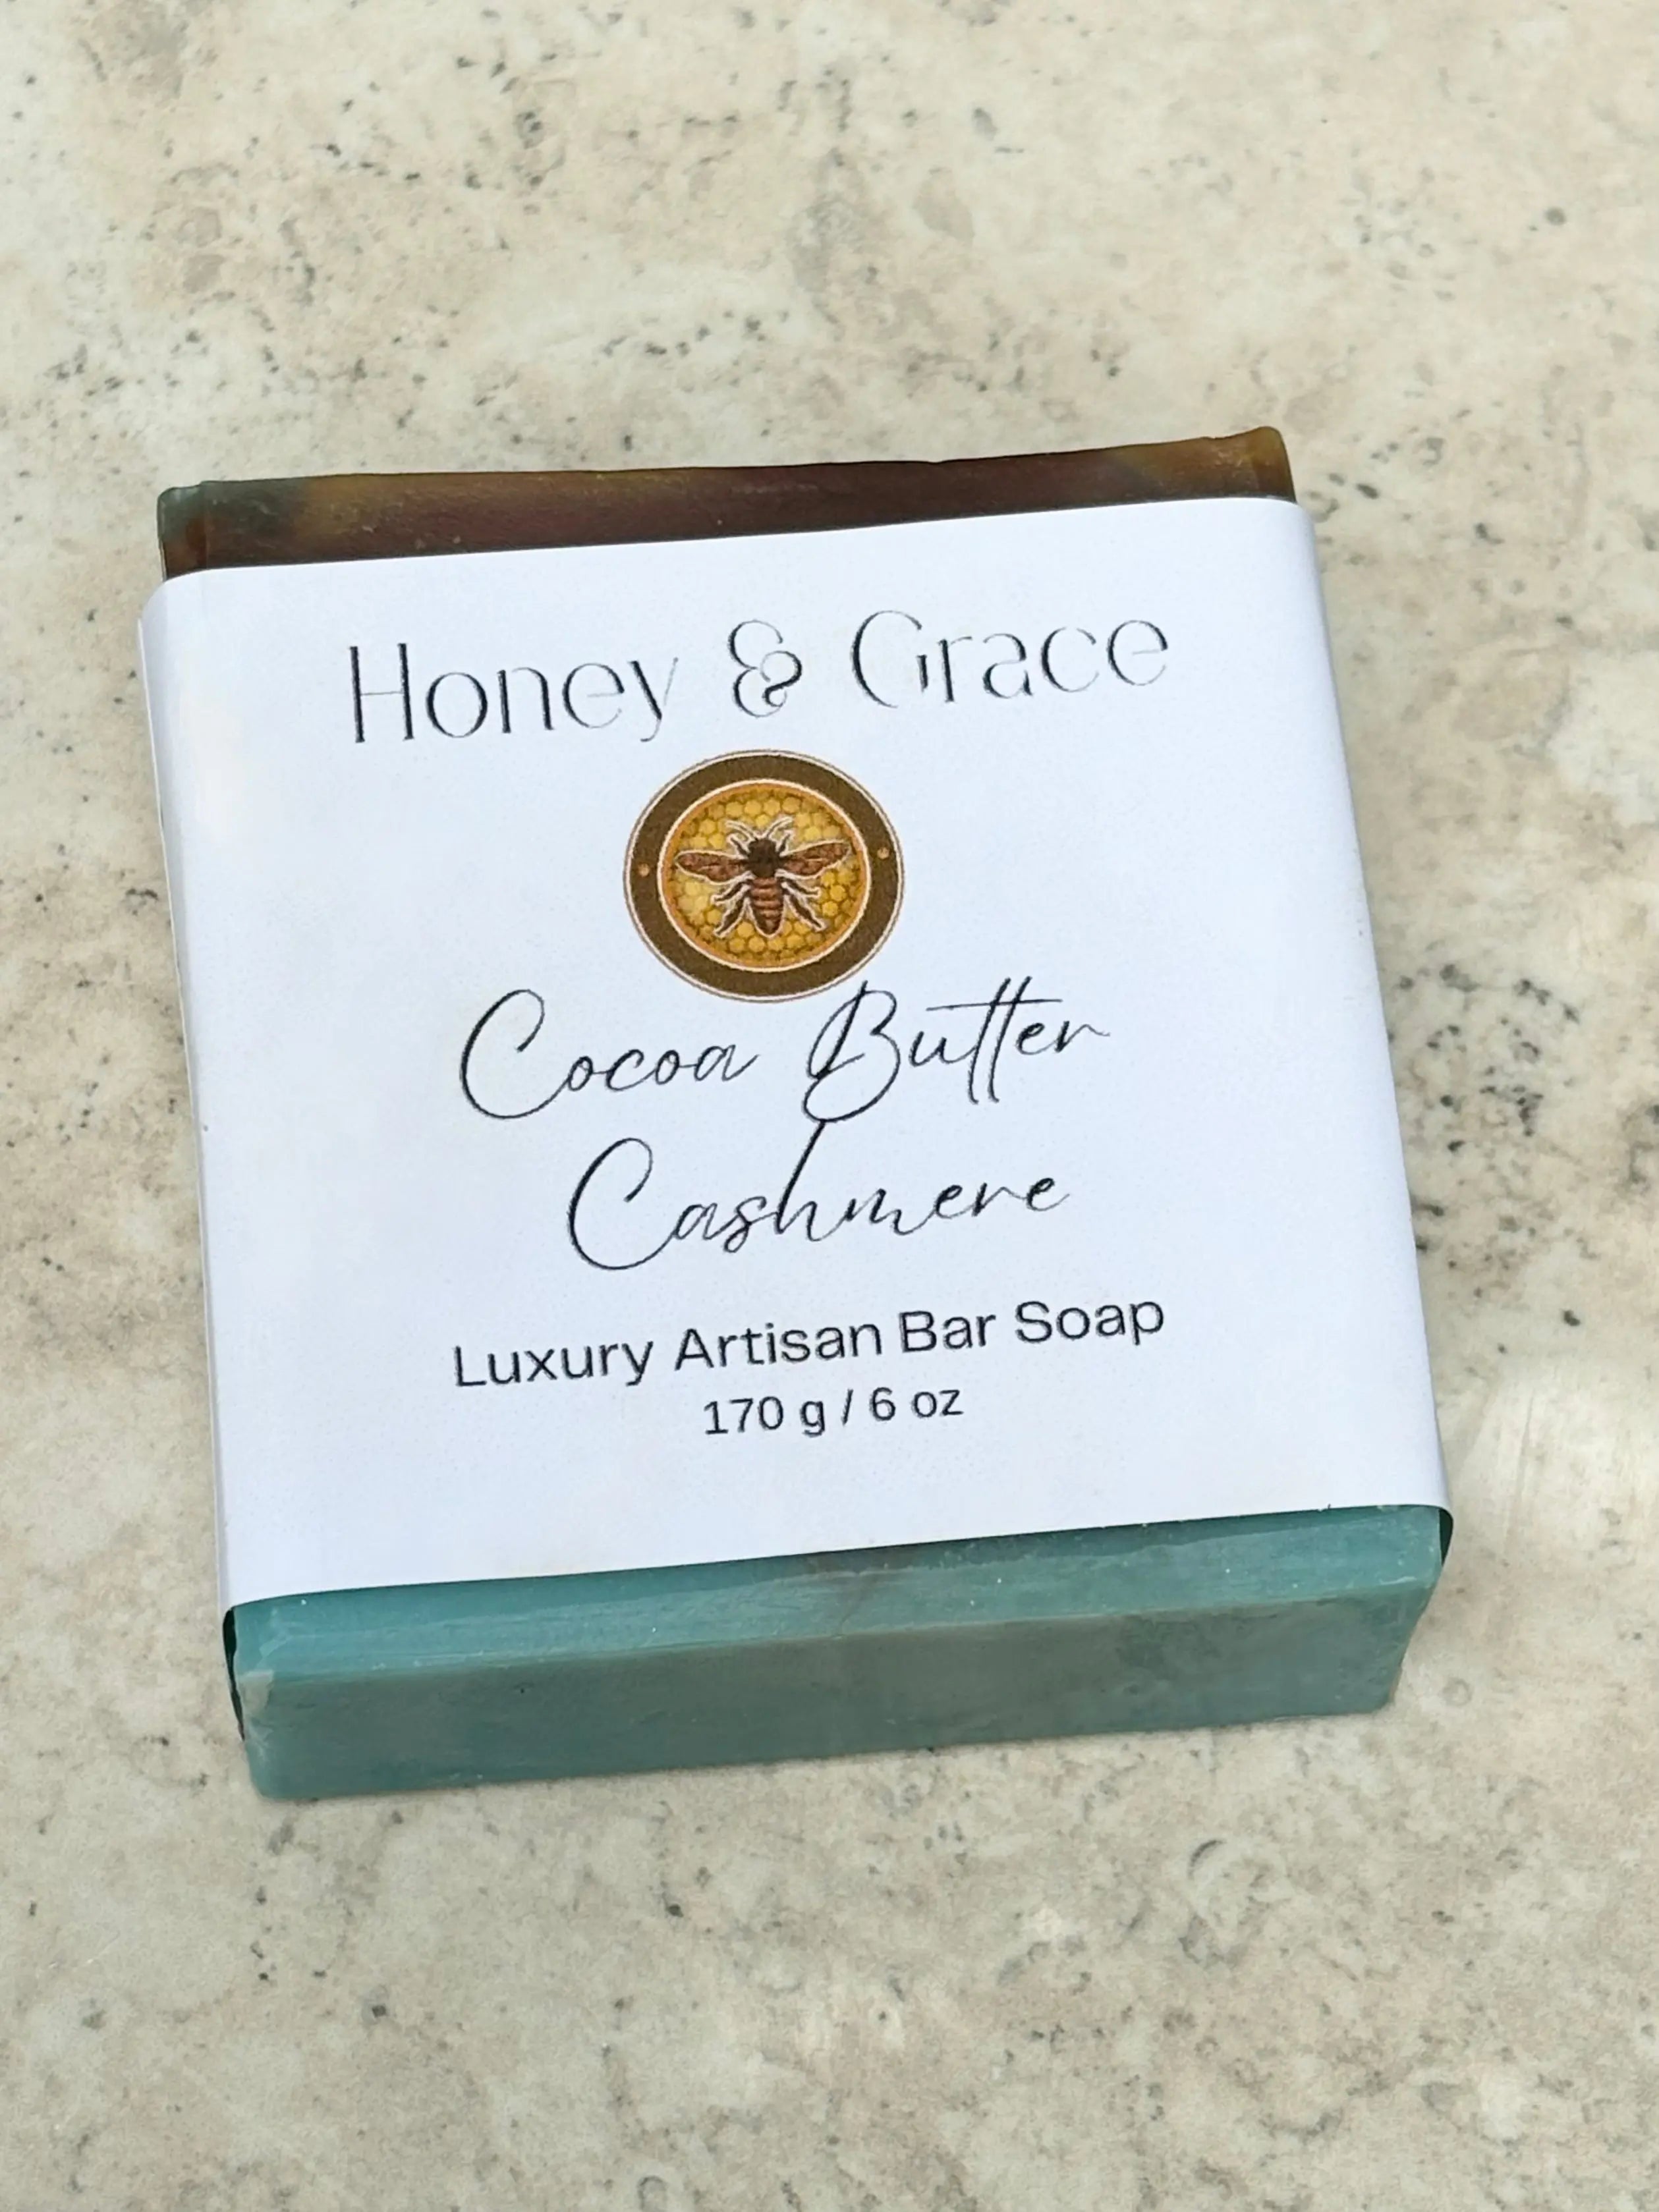 Honey & Grace
Cocoa Butter
Cashmere
Luxury Artisan Bar Soap
170 g / 6 oz